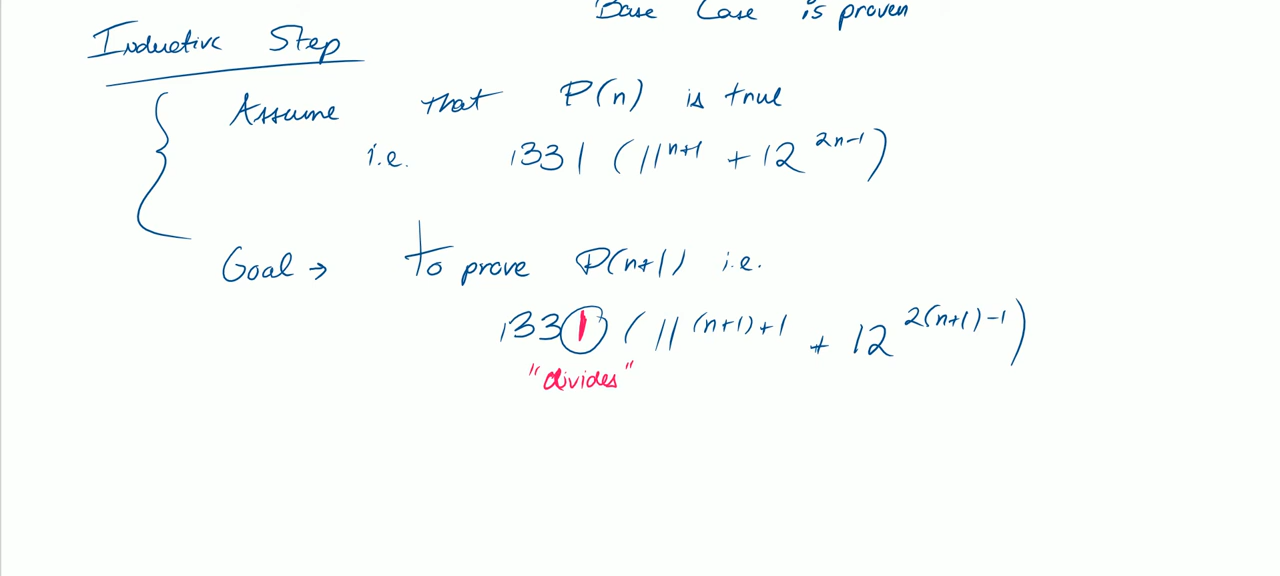 Base Case is proven
Inductive Step
Assume that P(n) is true
i.e. 133 | (11^{n+1} + 12^{2n-1})
Goal → To prove P(n+1) i.e.
133 | (11^{(n+1)+1} + 12^{2(n+1)-1})
"divides"